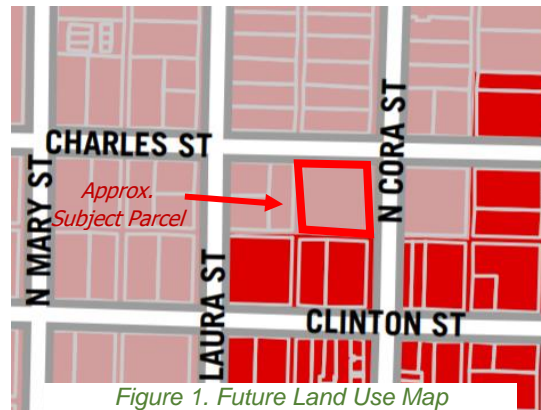 CHARLES ST
N CORA ST
N MARY ST
Approx.
Subject Parcel
LAURA ST
CLINTON ST
Figure 1. Future Land Use Map